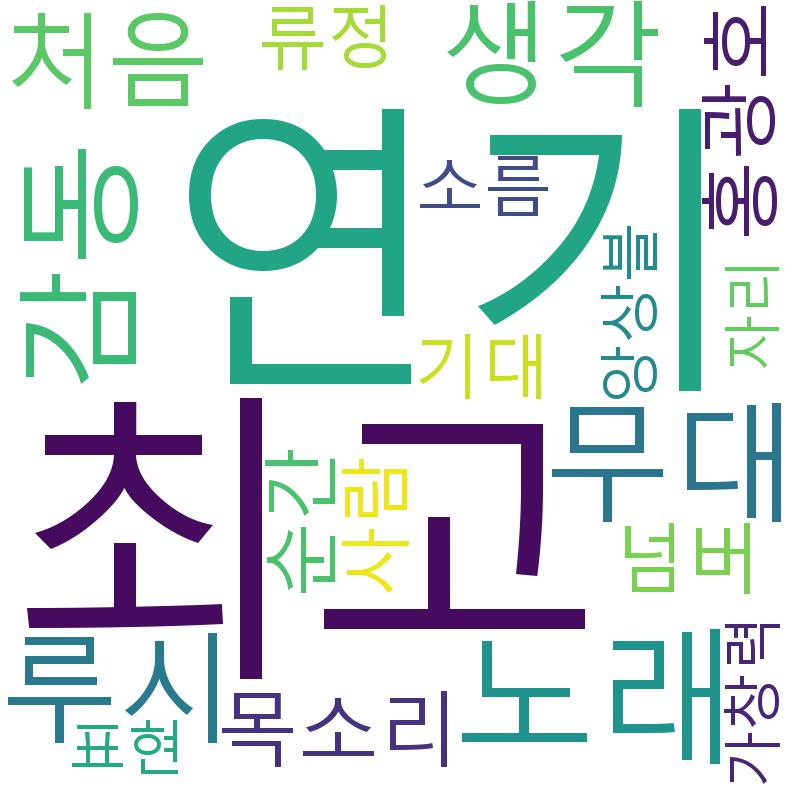 처음
류정
생각
홍광호
감동
연기
소름
앙상블
자리
기대
최고
순간
사람
무대
넘버
루시
표현
목소리
노래
가창력